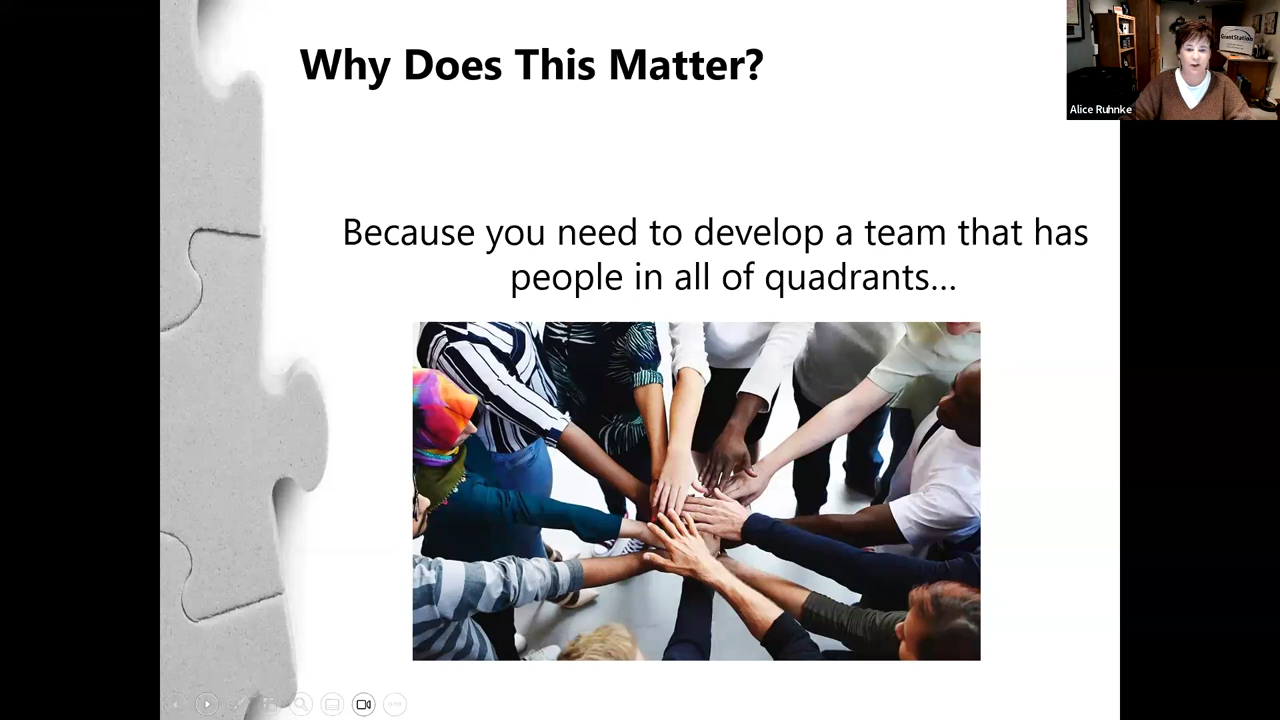 Why Does This Matter?
Because you need to develop a team that has
people in all of quadrants...
Alice Ruhnke
GrantStation